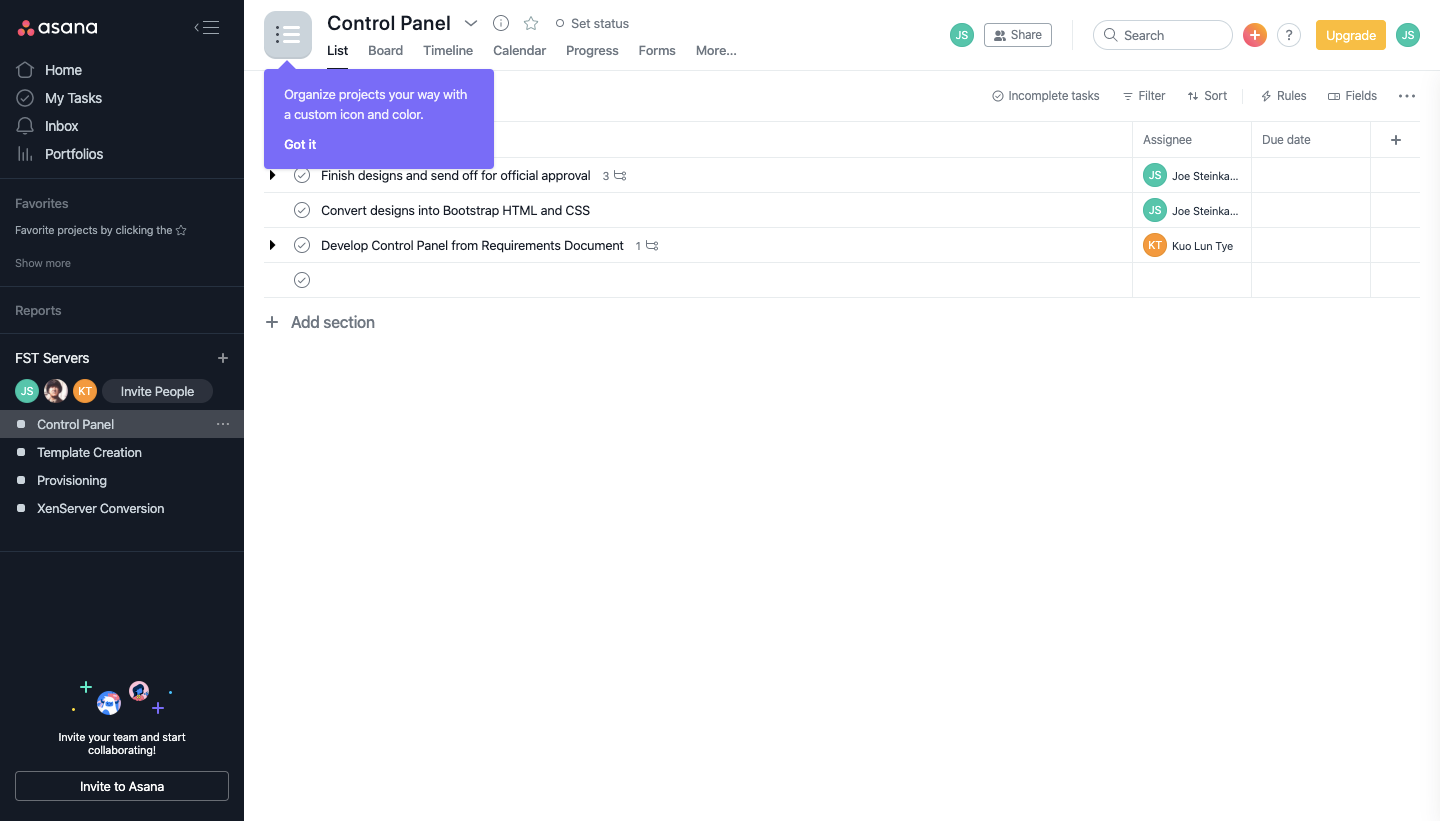 asana
Home
My Tasks
Inbox
Portfolios
Favorites
Favorite projects by clicking the
Show more
Reports
FST Servers
JS KT Invite People
Control Panel
Template Creation
Provisioning
XenServer Conversion
Invite your team and start
collaborating!
Invite to Asana
Control Panel Set status
List Board Timeline Calendar Progress Forms More...
JS Share Search ? Upgrade JS
Organize projects your way with
a custom icon and color.
Got it
Incomplete tasks Filter Sort Rules Fields
Assignee Due date
Finish designs and send off for official approval 3 JS Joe Steinka...
Convert designs into Bootstrap HTML and CSS JS Joe Steinka...
Develop Control Panel from Requirements Document 1 KT Kuo Lun Tye
Add section